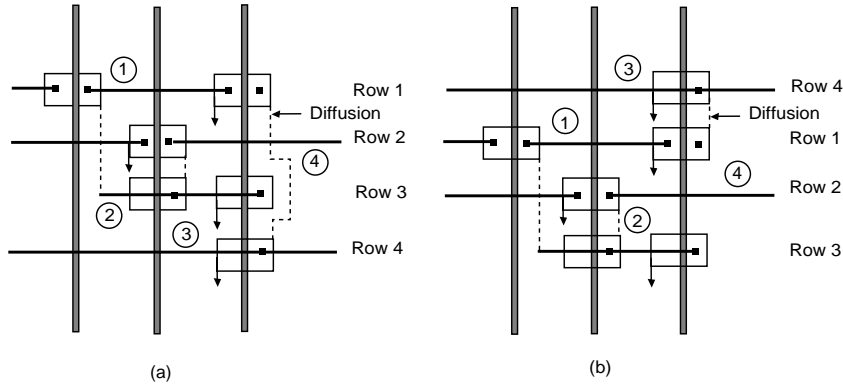 1
Row 1
Diffusion
Row 2
4
Row 3
2
3
Row 4
(a)
3
Row 4
Diffusion
1
Row 1
4
Row 2
2
Row 3
(b)